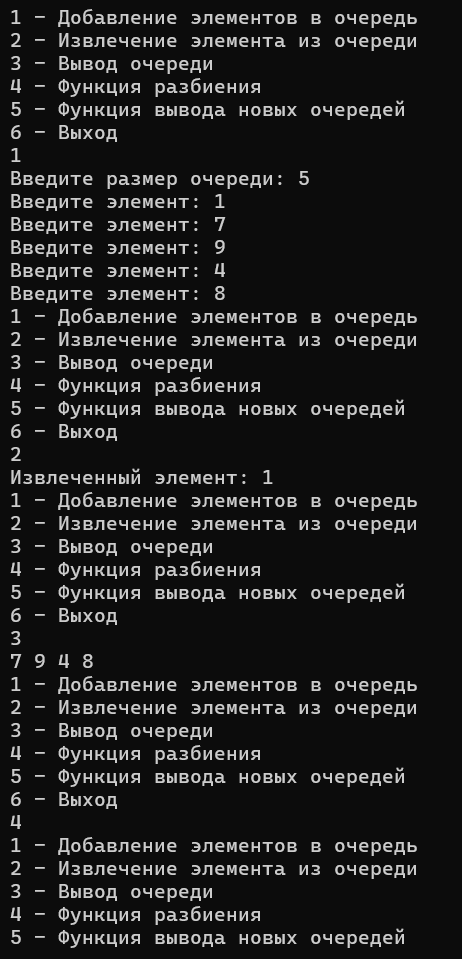 1 – Добавление элементов в очередь
2 – Извлечение элемента из очереди
3 – Вывод очереди
4 – Функция разбиения
5 – Функция вывода новых очередей
6 – Выход
1
Введите размер очереди: 5
Введите элемент: 1
Введите элемент: 7
Введите элемент: 9
Введите элемент: 4
Введите элемент: 8
1 – Добавление элементов в очередь
2 – Извлечение элемента из очереди
3 – Вывод очереди
4 – Функция разбиения
5 – Функция вывода новых очередей
6 – Выход
2
Извлеченный элемент: 1
1 – Добавление элементов в очередь
2 – Извлечение элемента из очереди
3 – Вывод очереди
4 – Функция разбиения
5 – Функция вывода новых очередей
6 – Выход
3
7 9 4 8
1 – Добавление элементов в очередь
2 – Извлечение элемента из очереди
3 – Вывод очереди
4 – Функция разбиения
5 – Функция вывода новых очередей
6 – Выход
4
1 – Добавление элементов в очередь
2 – Извлечение элемента из очереди
3 – Вывод очереди
4 – Функция разбиения
5 – Функция вывода новых очередей